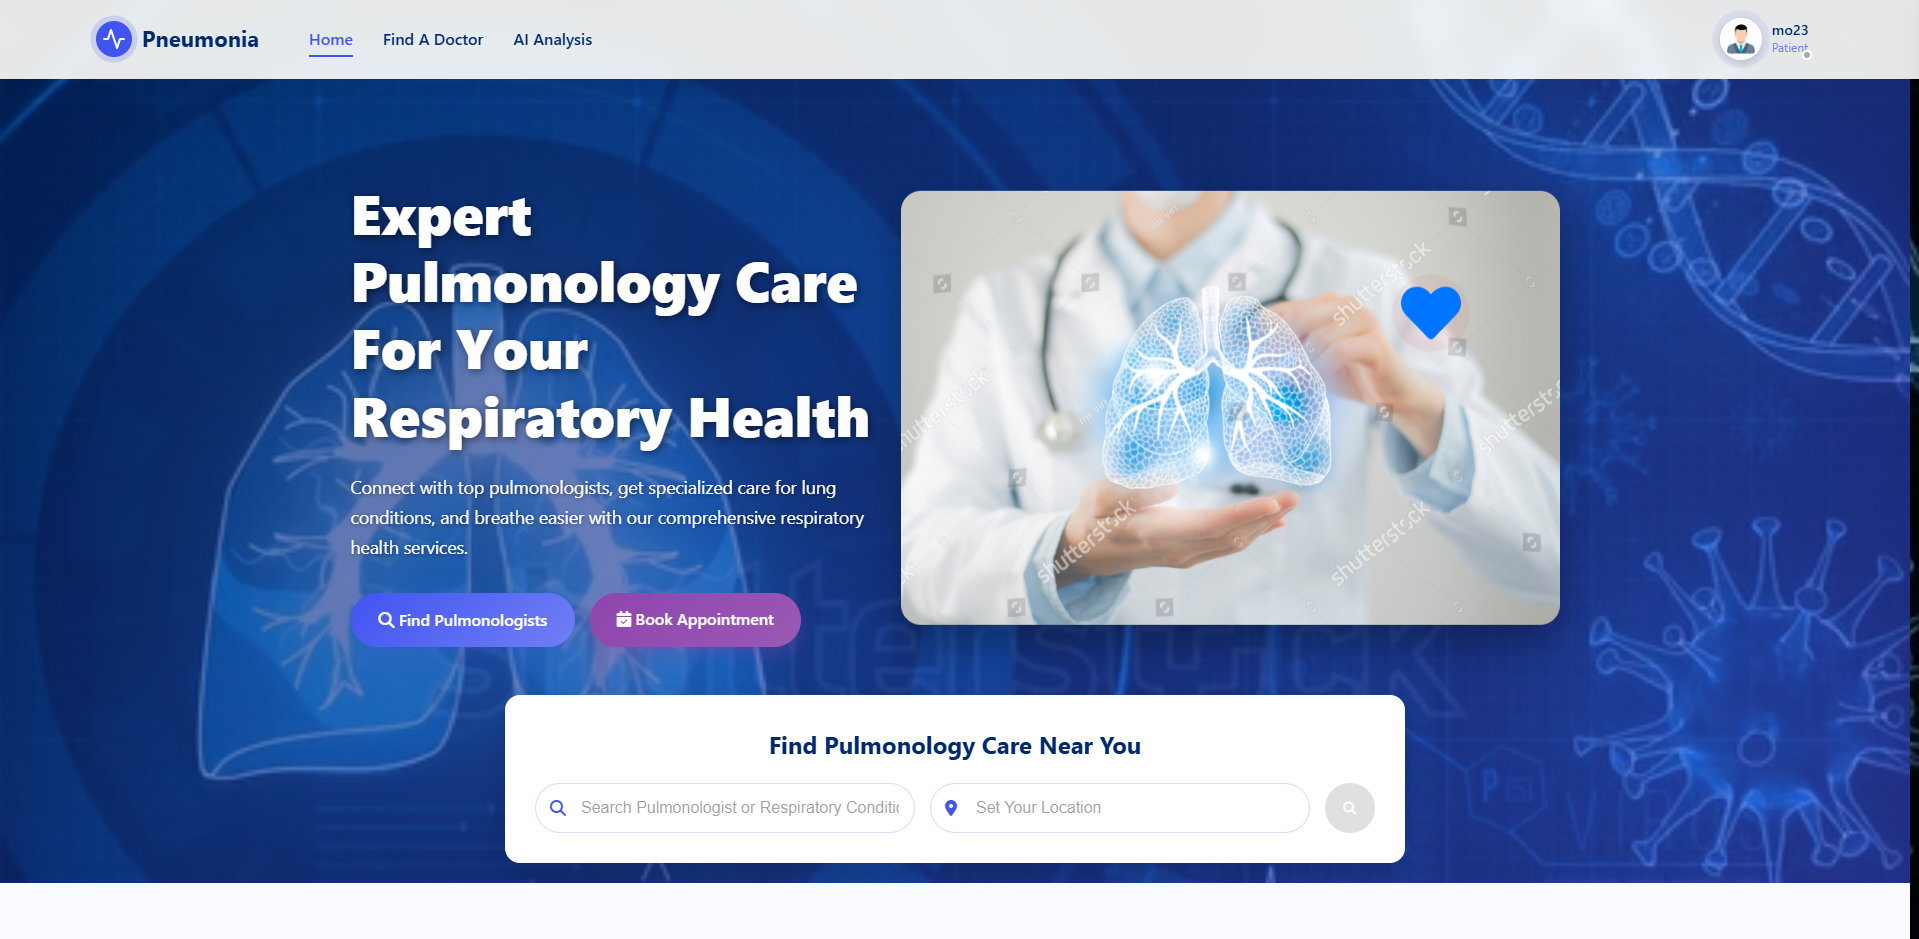 Pneumonia
Home
Find A Doctor
AI Analysis
mo23
Patient
Expert
Pulmonology Care
For Your
Respiratory Health
Connect with top pulmonologists, get specialized care for lung
conditions, and breathe easier with our comprehensive respiratory
health services.
Find Pulmonologists
Book Appointment
shutterstock
shutterstock
shutterstock
shutterstock
shutterstock
shutterstock
Find Pulmonology Care Near You
Search Pulmonologist or Respiratory Conditio
Set Your Location